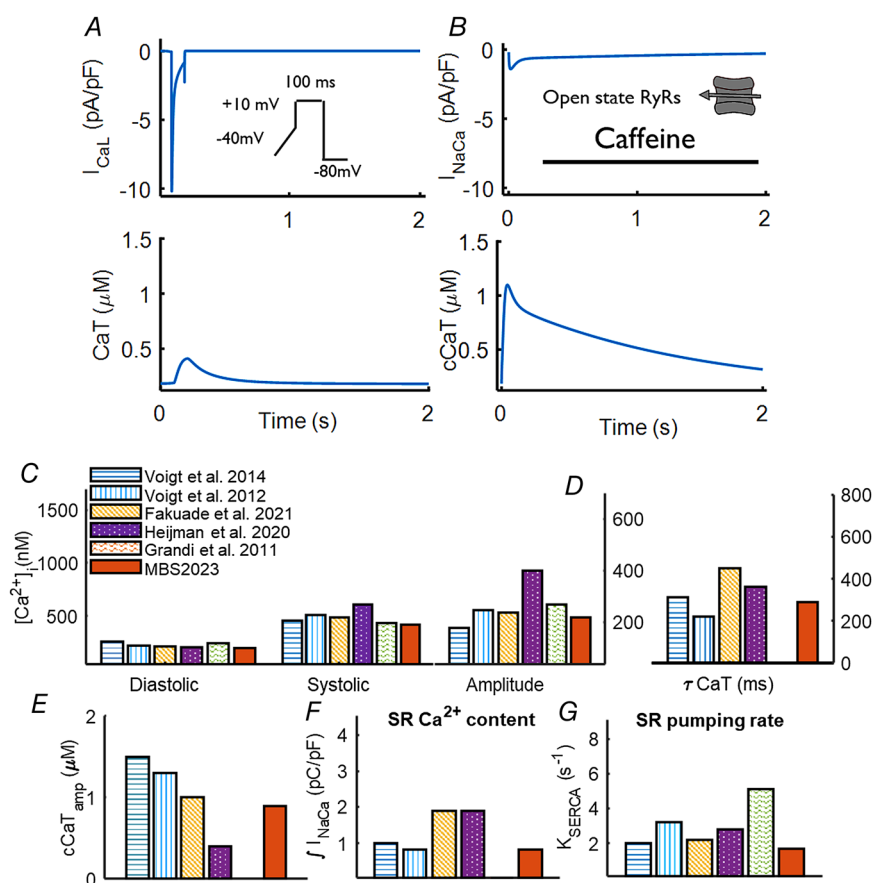 A
B
0
-5
-10
I_CaL (pA/pF)
100 ms
+10 mV
-40mV
-80mV
1
2
0
-5
-10
I_NaCa (pA/pF)
Open state RyRs
Caffeine
0
1
2
1.5
1
0.5
CaT (μM)
0
2
Time (s)
1.5
1
0.5
cCaT (μM)
0
2
Time (s)
C
Voigt et al. 2014
Voigt et al. 2012
Fakuade et al. 2021
Heijman et al. 2020
Grandi et al. 2011
MBS2023
1500
1000
500
[Ca²⁺]_i (nM)
Diastolic
Systolic
Amplitude
600
400
200
D
800
600
400
200
0
τ CaT (ms)
E
2
1
0
cCaT_amp (μM)
F
SR Ca²⁺ content
4
3
2
1
∫ I_NaCa (pC/pF)
G
SR pumping rate
8
6
4
2
K_SERCA (s⁻¹)